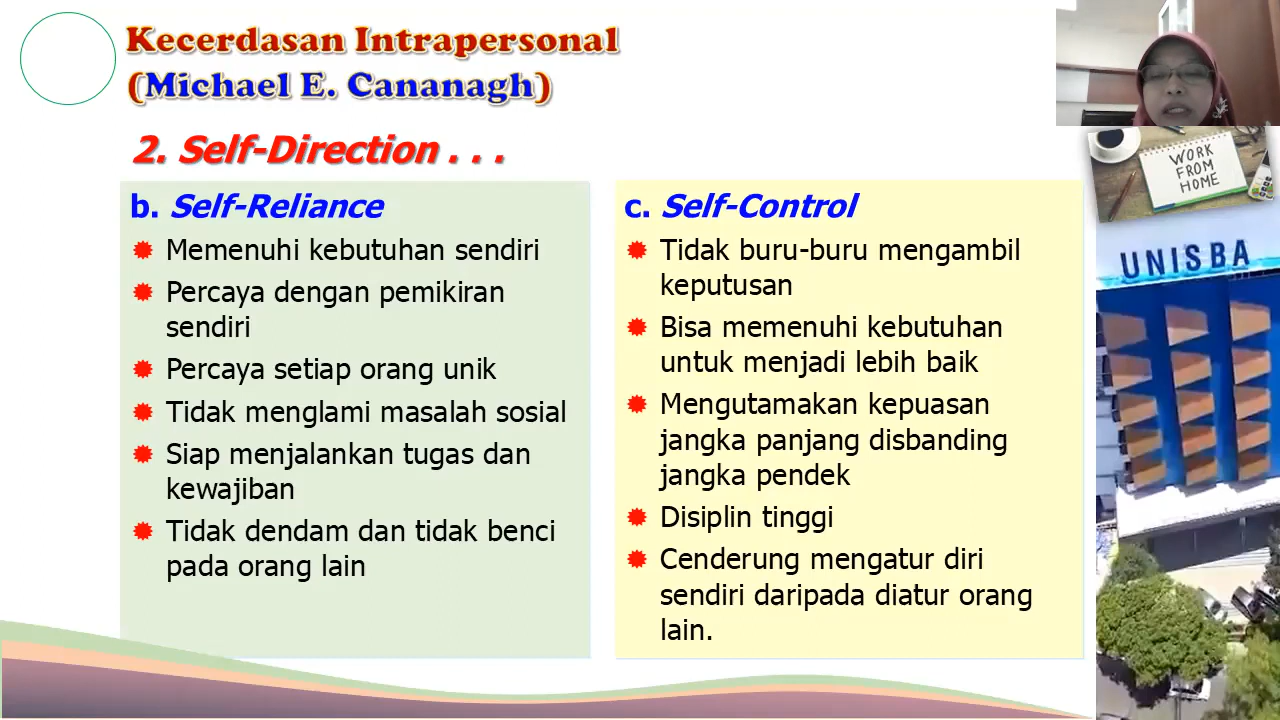 Kecerdasan Intrapersonal
(Michael E. Cananagh)
2. Self-Direction . . .
b. Self-Reliance
Memenuhi kebutuhan sendiri
Percaya dengan pemikiran
sendiri
Percaya setiap orang unik
Tidak menglami masalah sosial
Siap menjalankan tugas dan
kewajiban
Tidak dendam dan tidak benci
pada orang lain
c. Self-Control
Tidak buru-buru mengambil
keputusan
Bisa memenuhi kebutuhan
untuk menjadi lebih baik
Mengutamakan kepuasan
jangka panjang disbanding
jangka pendek
Disiplin tinggi
Cenderung mengatur diri
sendiri daripada diatur orang
lain.
WORK
FROM
HOME
UNISBA